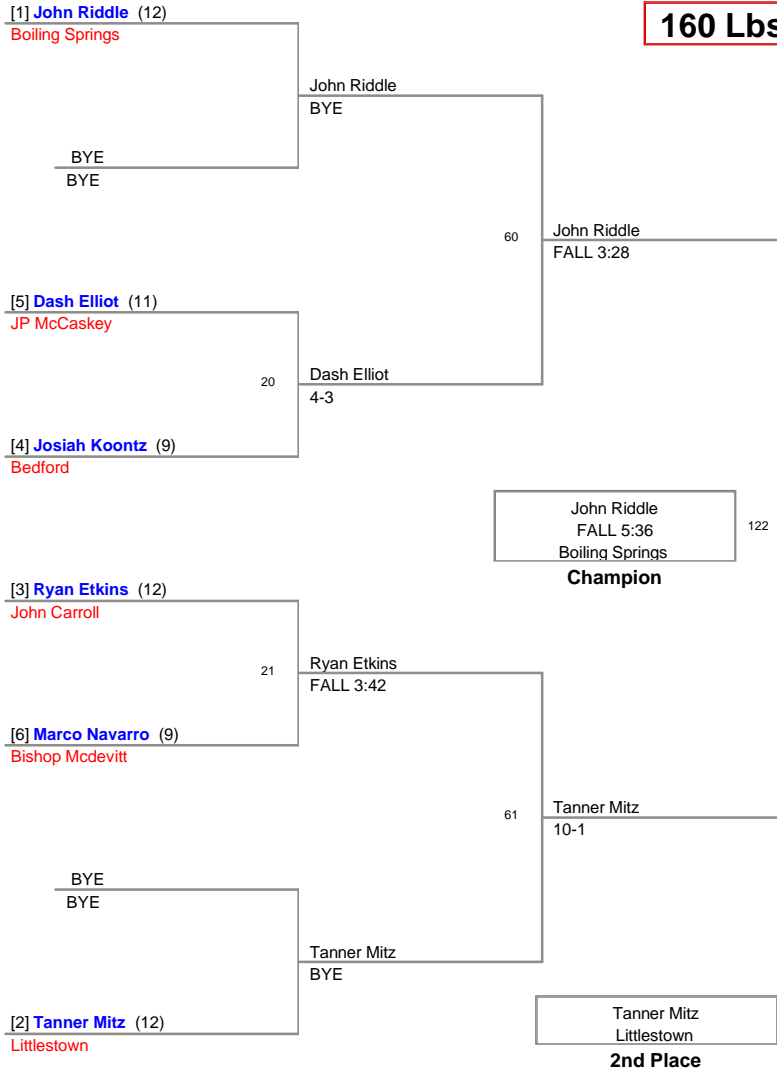 [1] John Riddle (12)
Boiling Springs
160 Lbs
John Riddle
BYE
BYE
BYE
60
John Riddle
FALL 3:28
[5] Dash Elliot (11)
JP McCaskey
20
Dash Elliot
4-3
[4] Josiah Koontz (9)
Bedford
John Riddle
FALL 5:36
Boiling Springs
122
Champion
[3] Ryan Etkins (12)
John Carroll
21
Ryan Etkins
FALL 3:42
[6] Marco Navarro (9)
Bishop Mcdevitt
61
Tanner Mitz
10-1
BYE
BYE
Tanner Mitz
BYE
[2] Tanner Mitz (12)
Littlestown
Tanner Mitz
Littlestown
2nd Place